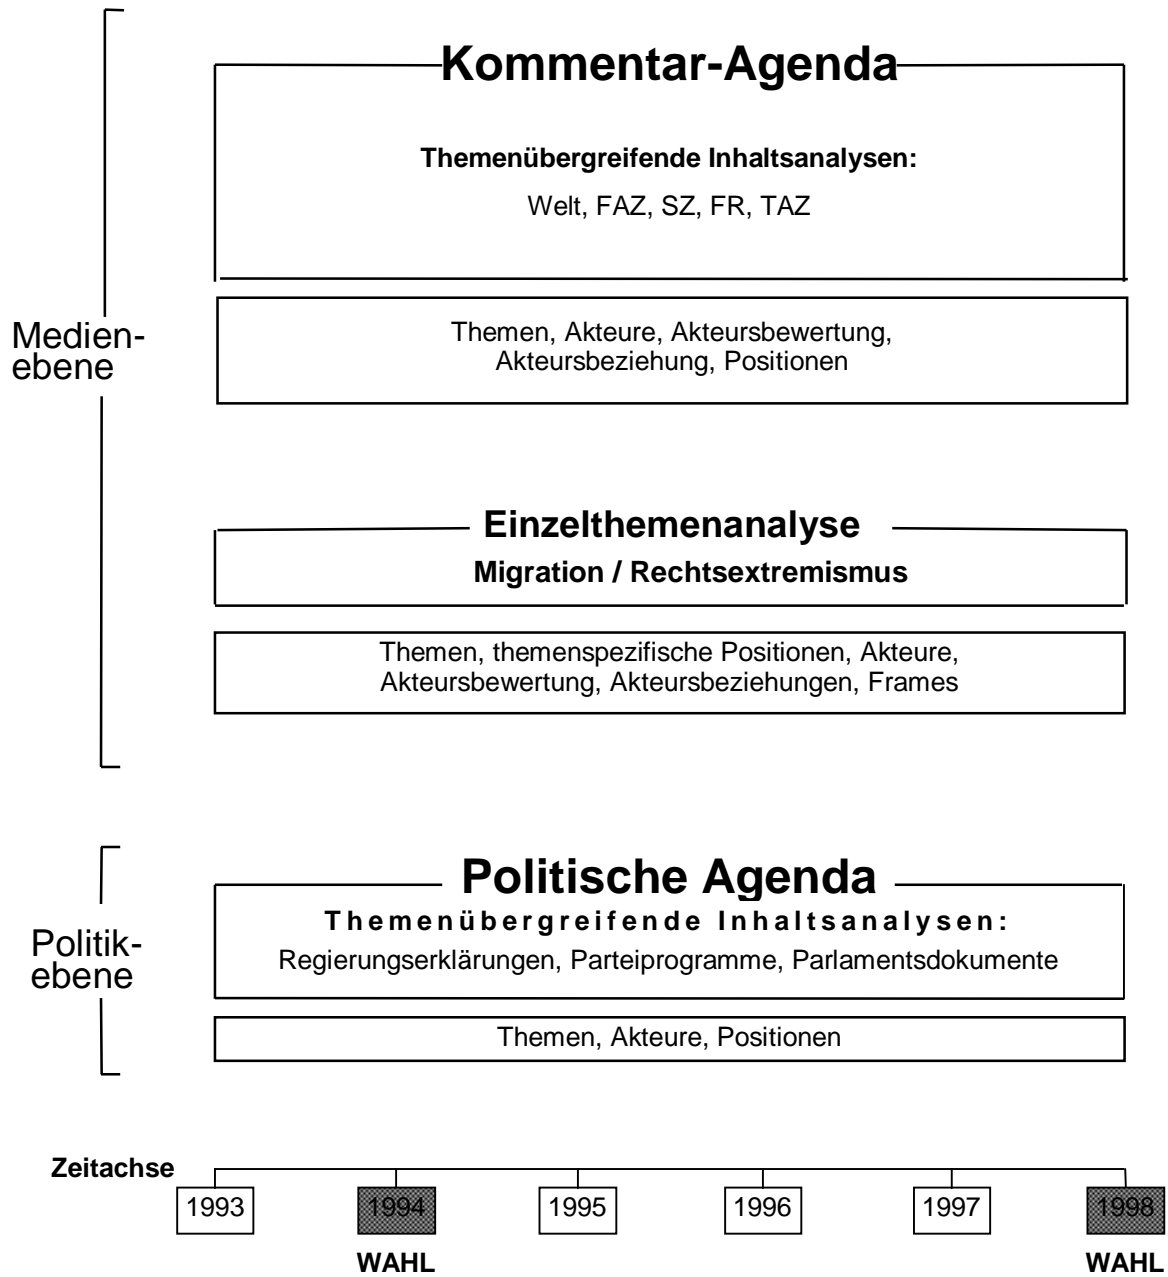 Kommentar-Agenda
Themenübergreifende Inhaltsanalysen:
Welt, FAZ, SZ, FR, TAZ
Medien-
ebene
Themen, Akteure, Akteursbewertung,
Akteursbeziehung, Positionen
Einzelthemenanalyse
Migration / Rechtsextremismus
Themen, themenspezifische Positionen, Akteure,
Akteursbewertung, Akteursbeziehungen, Frames
Politische Agenda
Themenübergreifende Inhaltsanalysen:
Regierungserklärungen, Parteiprogramme, Parlamentsdokumente
Politik-
ebene
Themen, Akteure, Positionen
Zeitachse
1993 1994 1995 1996 1997 1998
WAHL WAHL